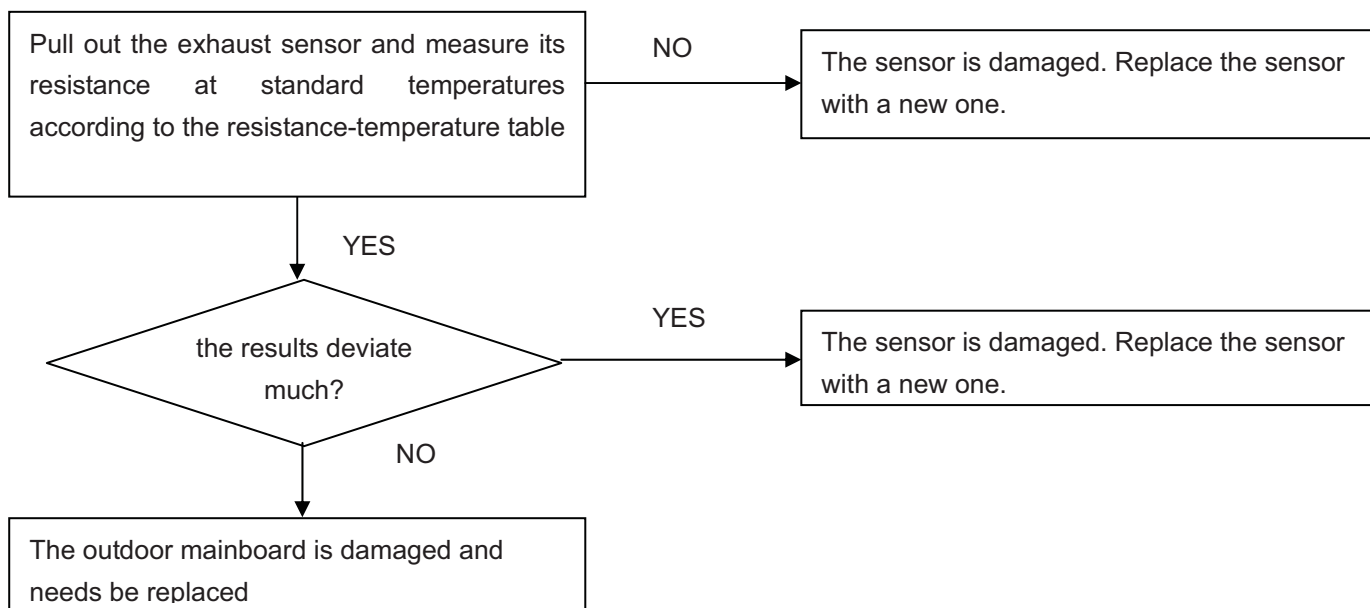 Pull out the exhaust sensor and measure its
resistance at standard temperatures
according to the resistance-temperature table
NO
The sensor is damaged. Replace the sensor
with a new one.
YES
the results deviate
much?
YES
The sensor is damaged. Replace the sensor
with a new one.
NO
The outdoor mainboard is damaged and
needs be replaced